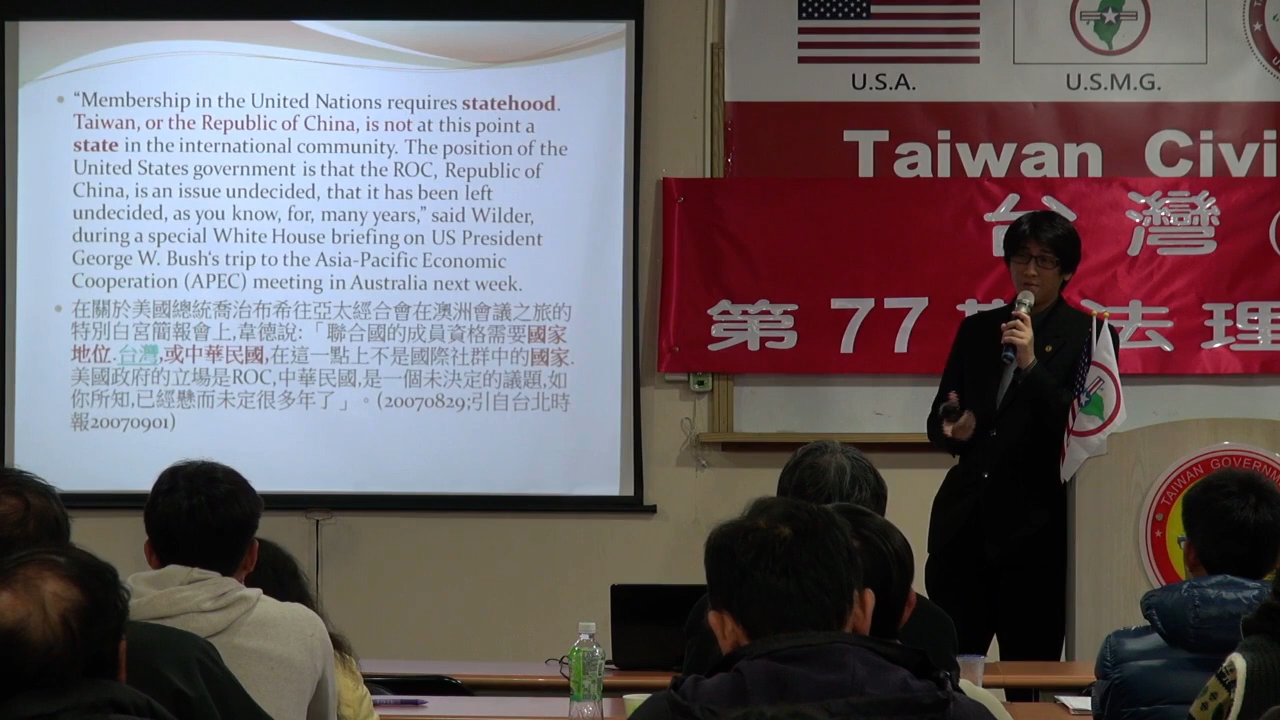 • “Membership in the United Nations requires statehood.
Taiwan, or the Republic of China, is not at this point a
state in the international community. The position of the
United States government is that the ROC, Republic of
China, is an issue undecided, that it has been left
undecided, as you know, for, many years,” said Wilder,
during a special White House briefing on US President
George W. Bush's trip to the Asia-Pacific Economic
Cooperation (APEC) meeting in Australia next week.
• 在關於美國總統喬治布希往亞太經合會在澳洲會議之旅的
特別白宮簡報會上,韋德說:「聯合國的成員資格需要國家
地位.台灣,或中華民國,在這一點上不是國際社群中的國家.
美國政府的立場是ROC,中華民國,是一個未決定的議題,如
你所知,已經懸而未定很多年了」。(20070829;引自台北時
報20070901)
U.S.A.
U.S.M.G.
Taiwan Civi
台灣
第77期法理
TAIWAN GOVERNM